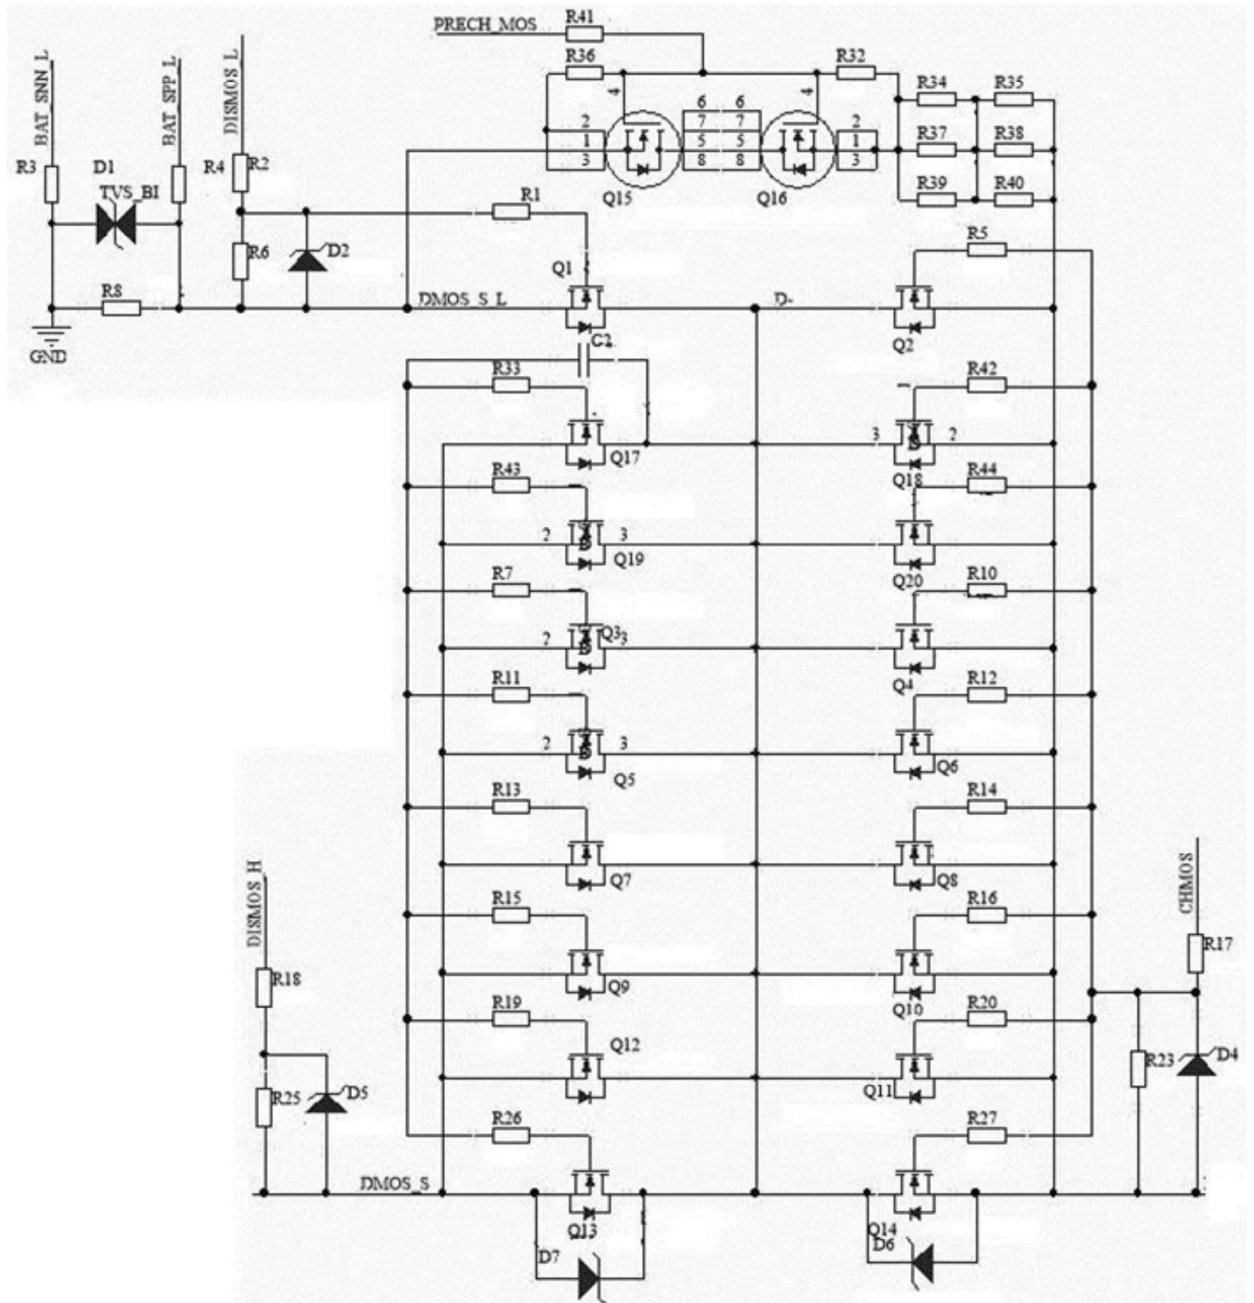 PRECH_MOS R41
BAT_SNN_L BAT_SPP_L DISMOS_L
R36 R32
4 4
R34 R35
2 6 6 2
1 7 7 1
3 5 5 3
8 8
R37 R38
R39 R40
Q15 Q16
R3 D1 R4 R2
TVS_BI
R1
R5
R6 D2
Q1
R8
DMOS_S_L D-
GND
C2 Q2
R33 1 R42
3 2
Q17 Q18
R43 R44
2 3
Q19 Q20
R7 R10
Q3
2 3
Q4
R11 R12
2 3
Q5 Q6
R13 R14
Q7 Q8
DISMOS_H CHMOS
R15 R16
R17
R18
Q9 Q10
R19 R20
Q12
R23 D4
R25 D5
Q11
R26 R27
DMOS_S
Q13 Q14
D7 D6